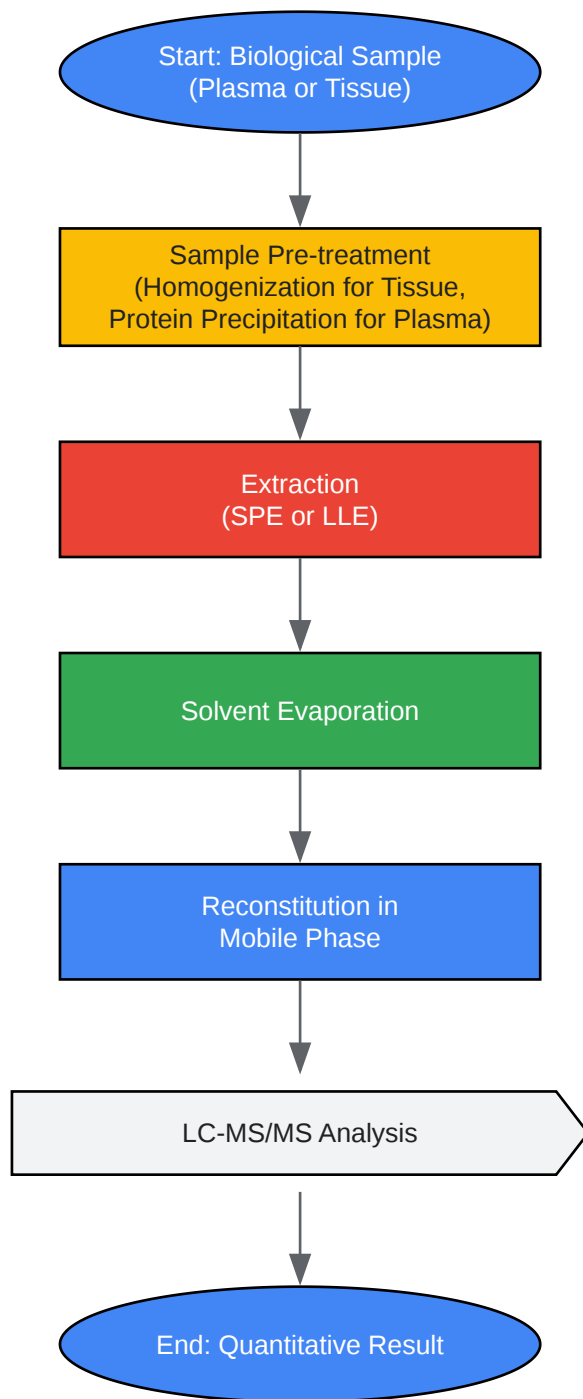 Start: Biological Sample
(Plasma or Tissue)
Sample Pre-treatment
(Homogenization for Tissue,
Protein Precipitation for Plasma)
Extraction
(SPE or LLE)
Solvent Evaporation
Reconstitution in
Mobile Phase
LC-MS/MS Analysis
End: Quantitative Result